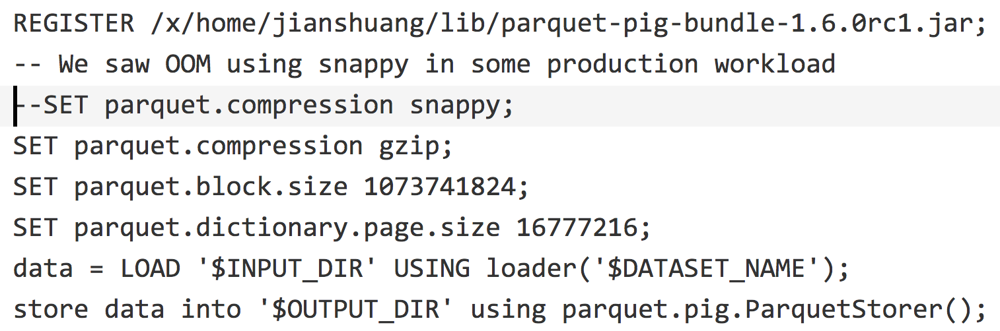 REGISTER /x/home/jianshuang/lib/parquet-pig-bundle-1.6.0rc1.jar;
-- We saw OOM using snappy in some production workload
--SET parquet.compression snappy;
SET parquet.compression gzip;
SET parquet.block.size 1073741824;
SET parquet.dictionary.page.size 16777216;
data = LOAD '$INPUT_DIR' USING loader('$DATASET_NAME');
store data into '$OUTPUT_DIR' using parquet.pig.ParquetStorer();